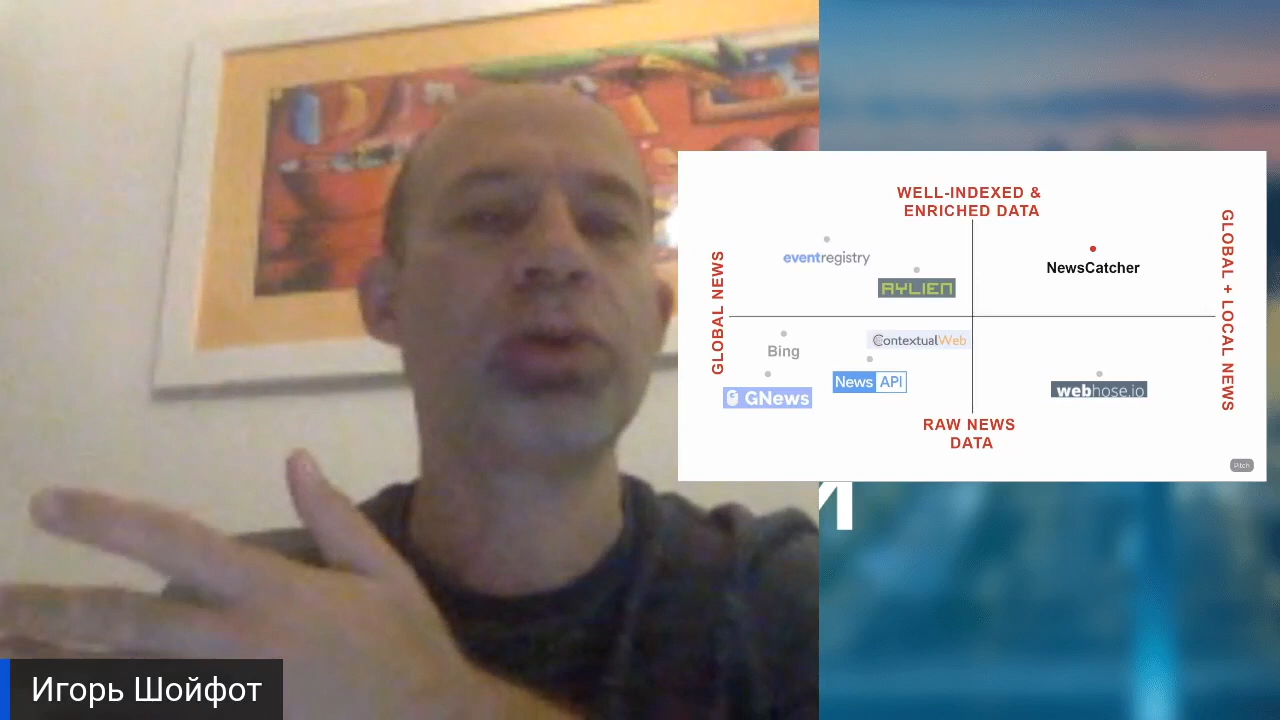 WELL-INDEXED &
ENRICHED DATA
GLOBAL NEWS
GLOBAL + LOCAL NEWS
eventregistry
AYLIEN
NewsCatcher
Bing
ContextualWeb
GNews
News API
webhose.io
RAW NEWS
DATA
Pitch
Игорь Шойфот